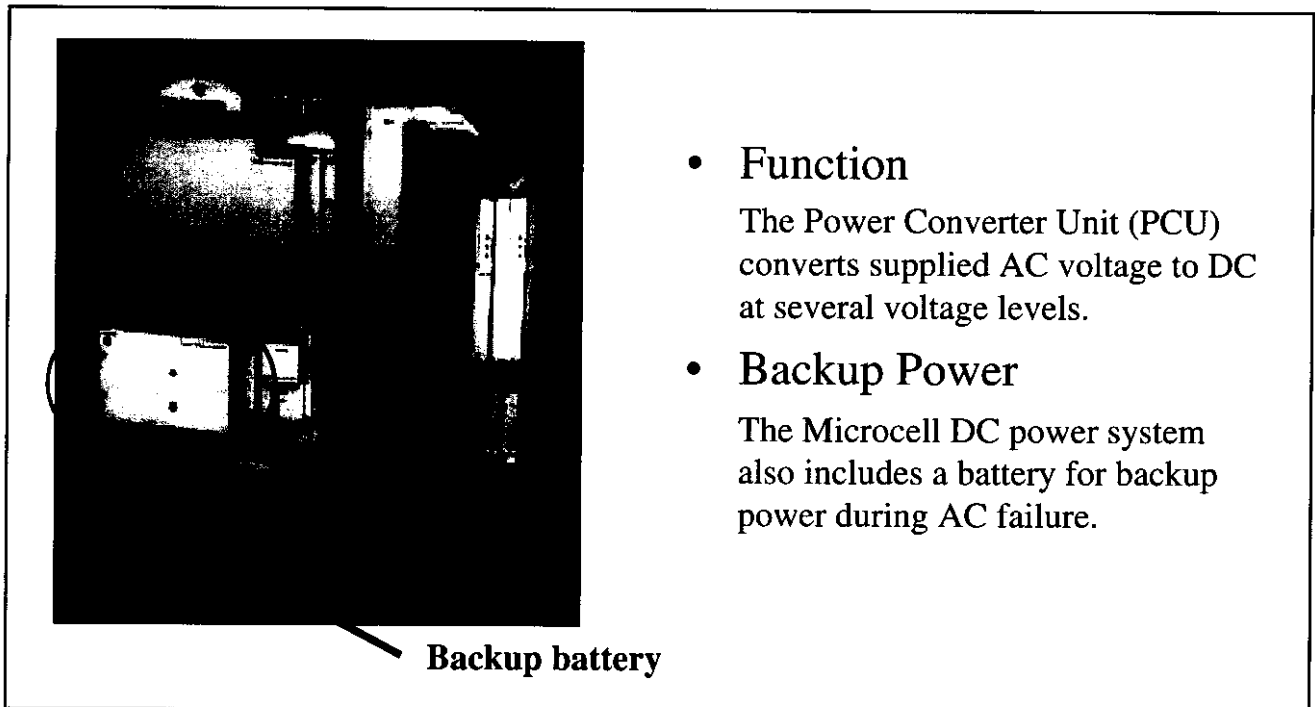 • Function
The Power Converter Unit (PCU)
converts supplied AC voltage to DC
at several voltage levels.
• Backup Power
The Microcell DC power system
also includes a battery for backup
power during AC failure.
Backup battery